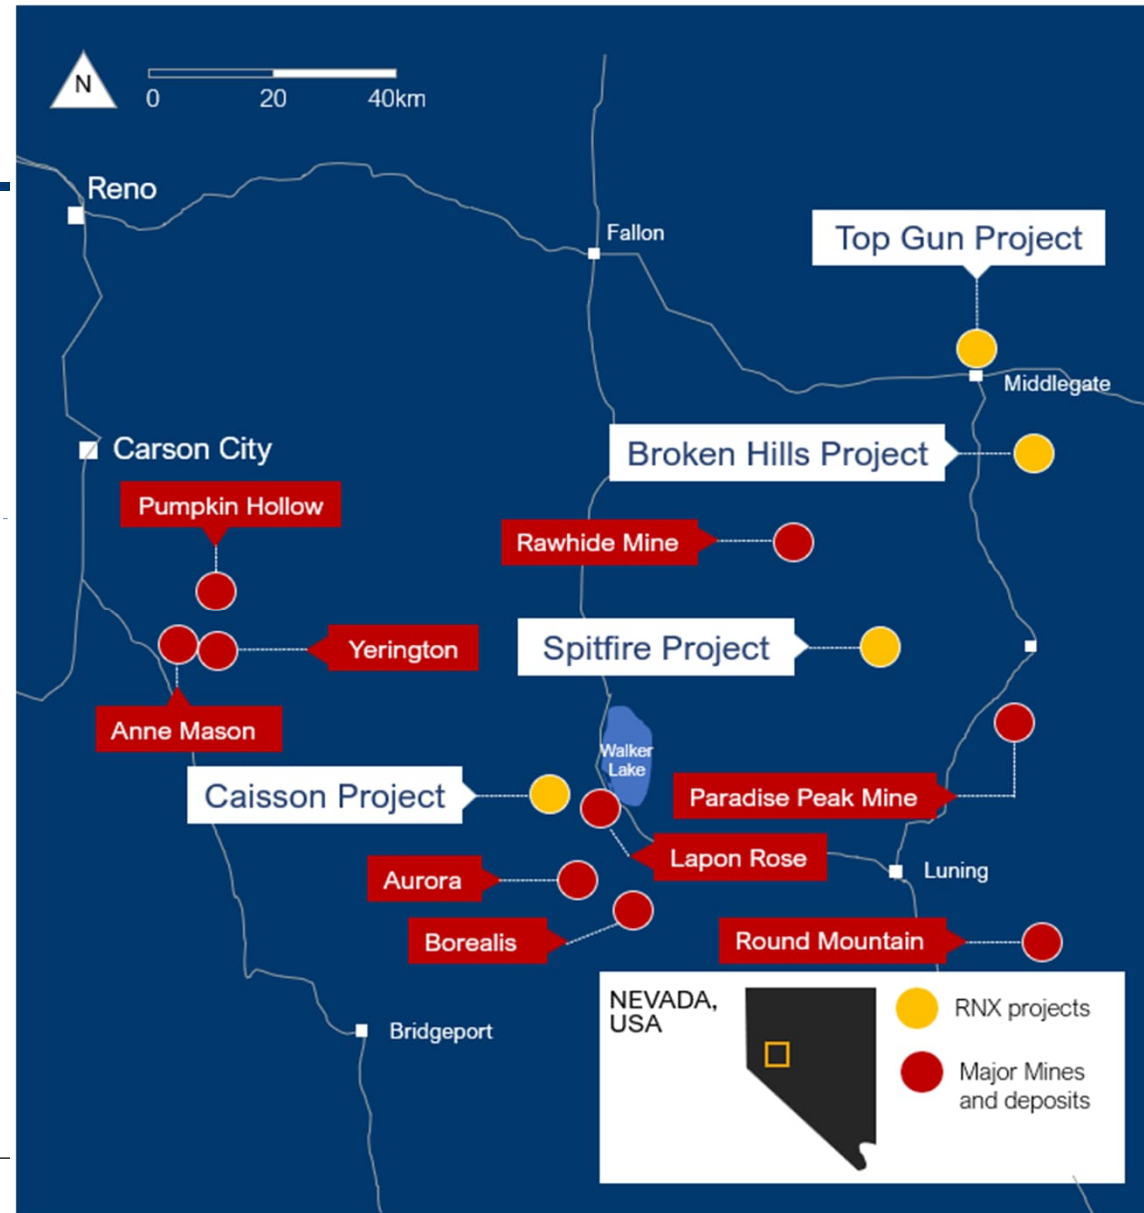 N
0 20 40km
Reno
Fallon
Top Gun Project
Middlegate
Carson City
Broken Hills Project
Pumpkin Hollow
Rawhide Mine
Yerington
Spitfire Project
Anne Mason
Walker
Lake
Caisson Project
Paradise Peak Mine
Lapon Rose
Luning
Aurora
Borealis
Round Mountain
NEVADA,
USA
RNX projects
Bridgeport
Major Mines
and deposits